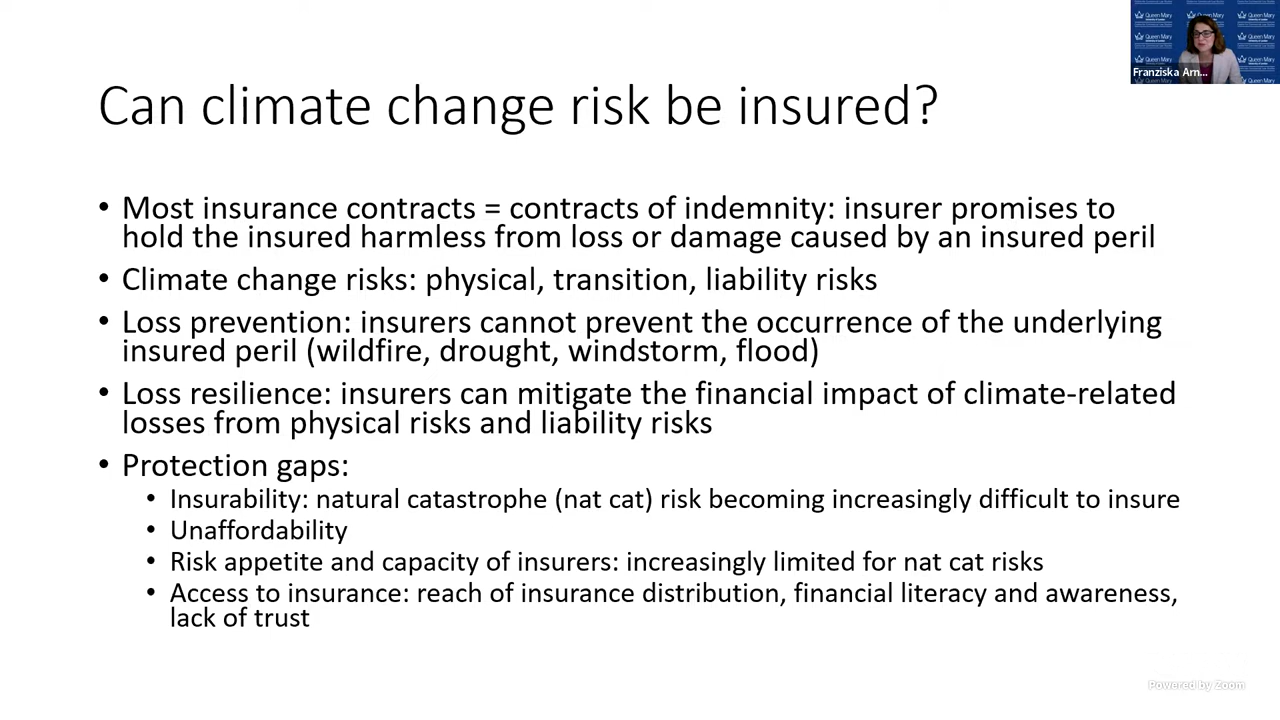 Can climate change risk be insured?
• Most insurance contracts = contracts of indemnity: insurer promises to
hold the insured harmless from loss or damage caused by an insured peril
• Climate change risks: physical, transition, liability risks
• Loss prevention: insurers cannot prevent the occurrence of the underlying
insured peril (wildfire, drought, windstorm, flood)
• Loss resilience: insurers can mitigate the financial impact of climate-related
losses from physical risks and liability risks
• Protection gaps:
• Insurability: natural catastrophe (nat cat) risk becoming increasingly difficult to insure
• Unaffordability
• Risk appetite and capacity of insurers: increasingly limited for nat cat risks
• Access to insurance: reach of insurance distribution, financial literacy and awareness,
lack of trust
Queen Mary
Franziska Arn...
Powered by Zoom